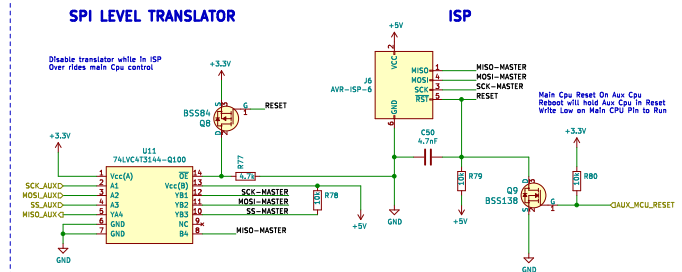 SPI LEVEL TRANSLATOR
ISP
Disable translator while in ISP
Over rides main Cpu control
+3.3V
S
G
D
BSS84
Q8
RESET
+5V
J6
AVR-ISP-6
VCC
GND
2
6
MISO
MOSI
SCK
RST
1
4
3
5
MISO-MASTER
MOSI-MASTER
SCK-MASTER
RESET
Main Cpu Reset On Aux Cpu
Reboot will hold Aux Cpu in Reset
Write Low on Main CPU Pin to Run
+3.3V
U11
74LVC4T3144-Q100
+3.3V
SCK_AUX
MOSI_AUX
SS_AUX
MISO_AUX
1 Vcc(A)
2 A1
3 A2
4 A3
5 YA4
6 GND
7 GND
OE 14
Vcc(B) 13
YB1 12
YB2 11
YB3 10
NC 9
B4 8
SCK-MASTER
MOSI-MASTER
SS-MASTER
MISO-MASTER
R77
4.7k
10k
R78
+5V
C50
4.7nF
10k
R79
+5V
GND
Q9
BSS138
D
G
S
10k
R80
AUX_MCU_RESET
GND
GND